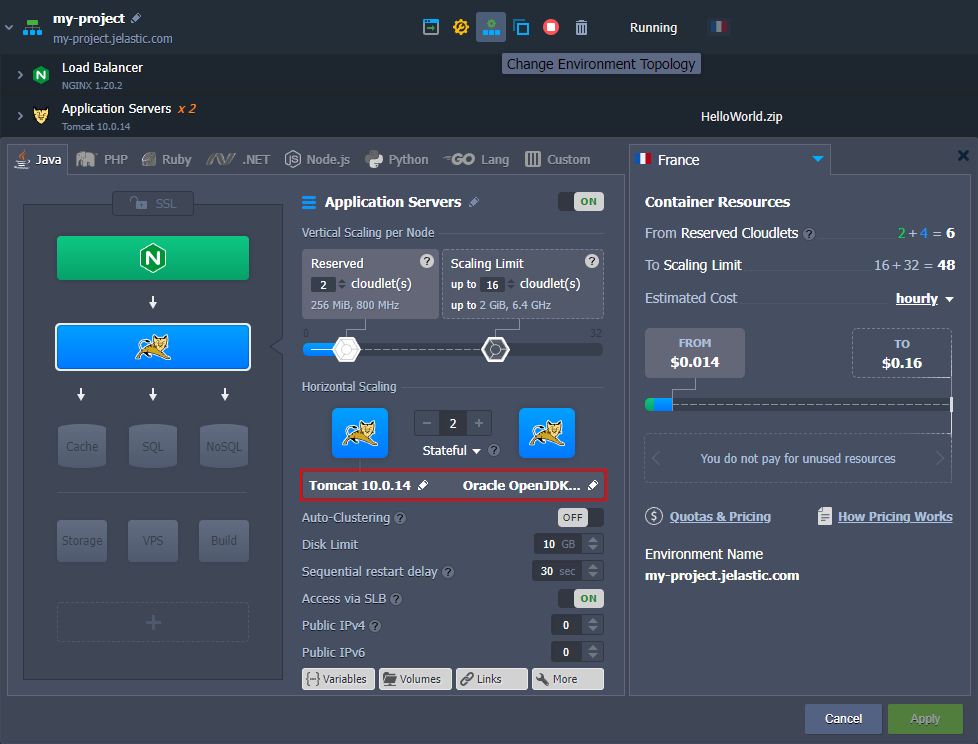 my-project
my-project.jelastic.com
Running
Change Environment Topology
Load Balancer
NGINX 1.20.2
Application Servers x 2
Tomcat 10.0.14
HelloWorld.zip
Java PHP Ruby .NET Node.js Python GO Lang Custom
SSL
N
Cache SQL NoSQL
Storage VPS Build
Application Servers ON
Vertical Scaling per Node
Reserved ?
2 cloudlet(s)
256 MiB, 800 MHz
Scaling Limit ?
up to 16 cloudlet(s)
up to 2 GiB, 6.4 GHz
0 32
Horizontal Scaling
− 2 +
Stateful ?
Tomcat 10.0.14 Oracle OpenJDK...
Auto-Clustering ? OFF
Disk Limit 10 GB
Sequential restart delay ? 30 sec
Access via SLB ? ON
Public IPv4 ? 0
Public IPv6 0
Variables Volumes Links More
France
Container Resources
From Reserved Cloudlets ? 2 + 4 = 6
To Scaling Limit 16 + 32 = 48
Estimated Cost hourly
FROM
$0.014
TO
$0.16
You do not pay for unused resources
Quotas & Pricing How Pricing Works
Environment Name
my-project.jelastic.com
Cancel Apply